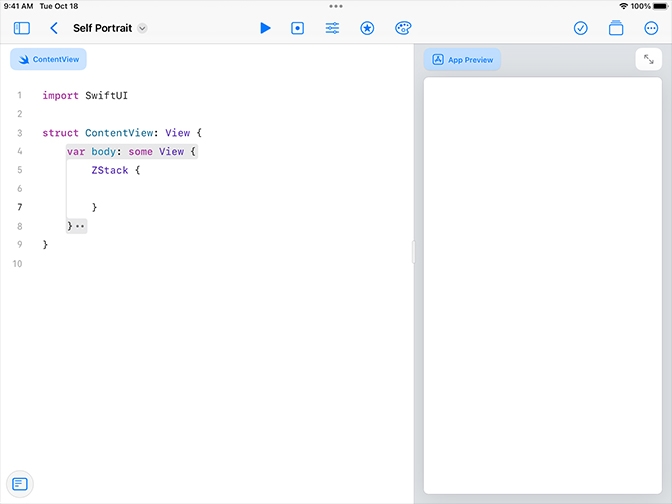 9:41 AM Tue Oct 18
100%
Self Portrait
ContentView
App Preview
1 import SwiftUI
2
3 struct ContentView: View {
4 var body: some View {
5 ZStack {
6
7 }
8 }
9 }
10